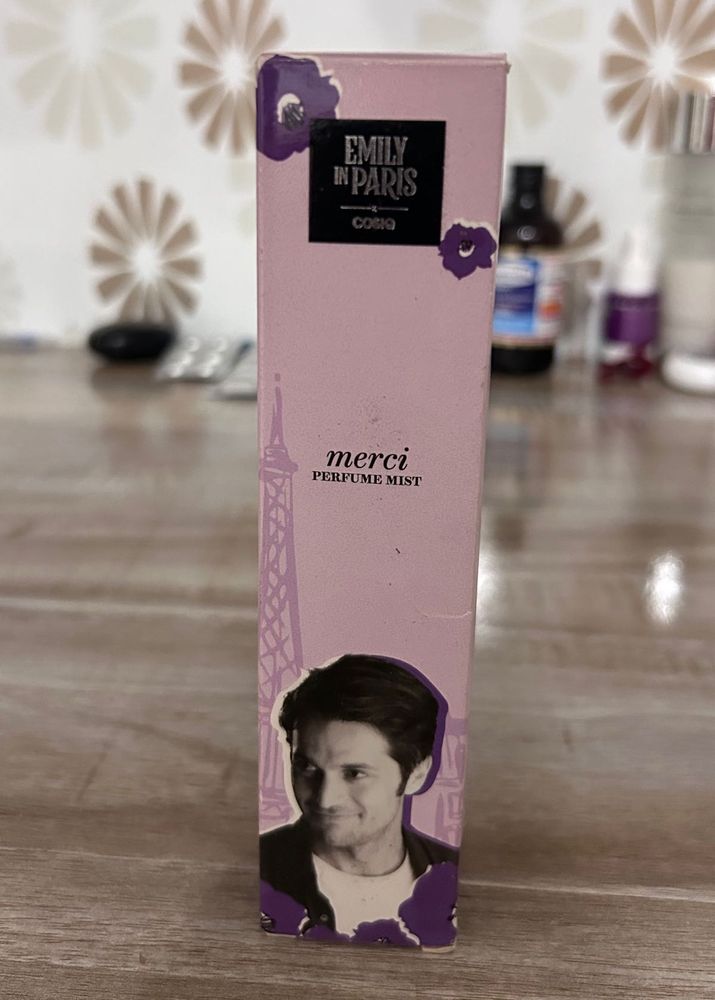 EMILY
IN PARIS
x
COSIQ
merci
PERFUME MIST